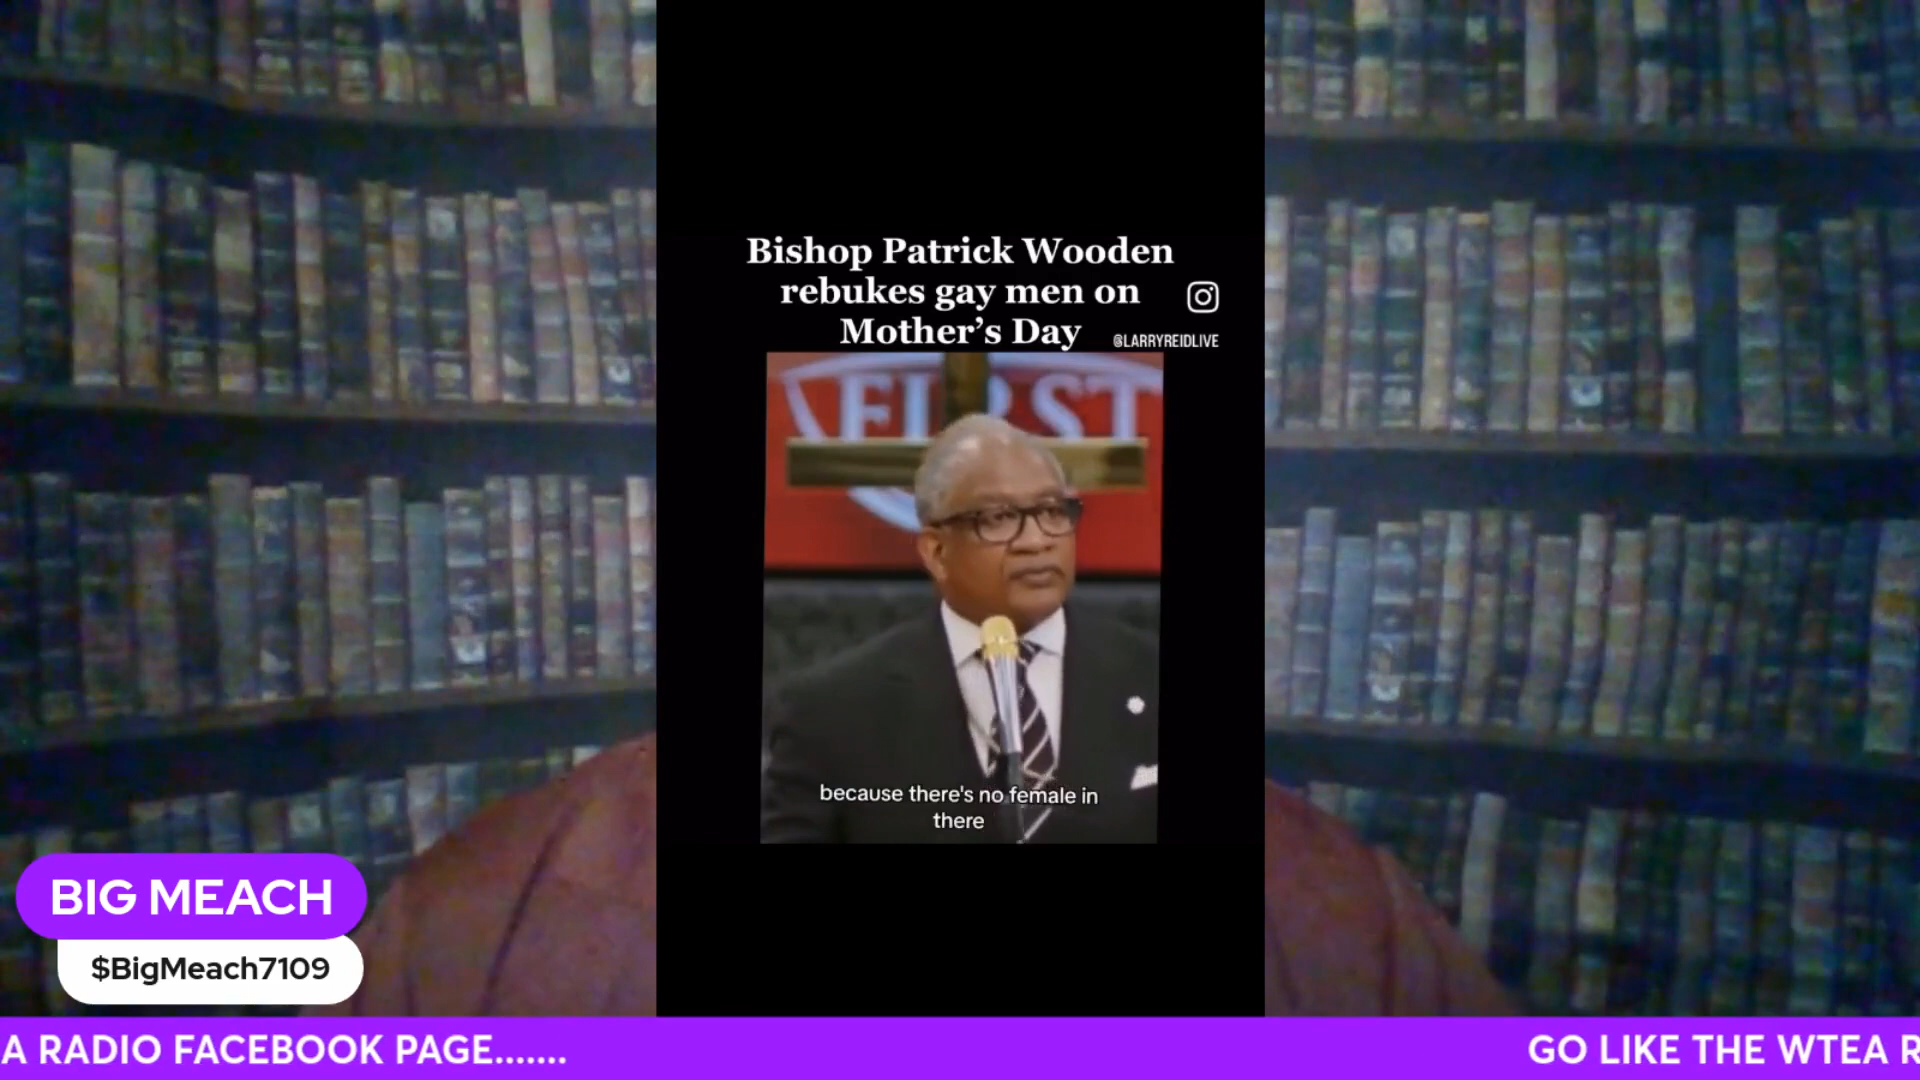 Bishop Patrick Wooden
rebukes gay men on
Mother's Day
@LARRYREIDLIVE
FIRST
because there's no female in
there
BIG MEACH
$BigMeach7109
A RADIO FACEBOOK PAGE.......
GO LIKE THE WTEA R